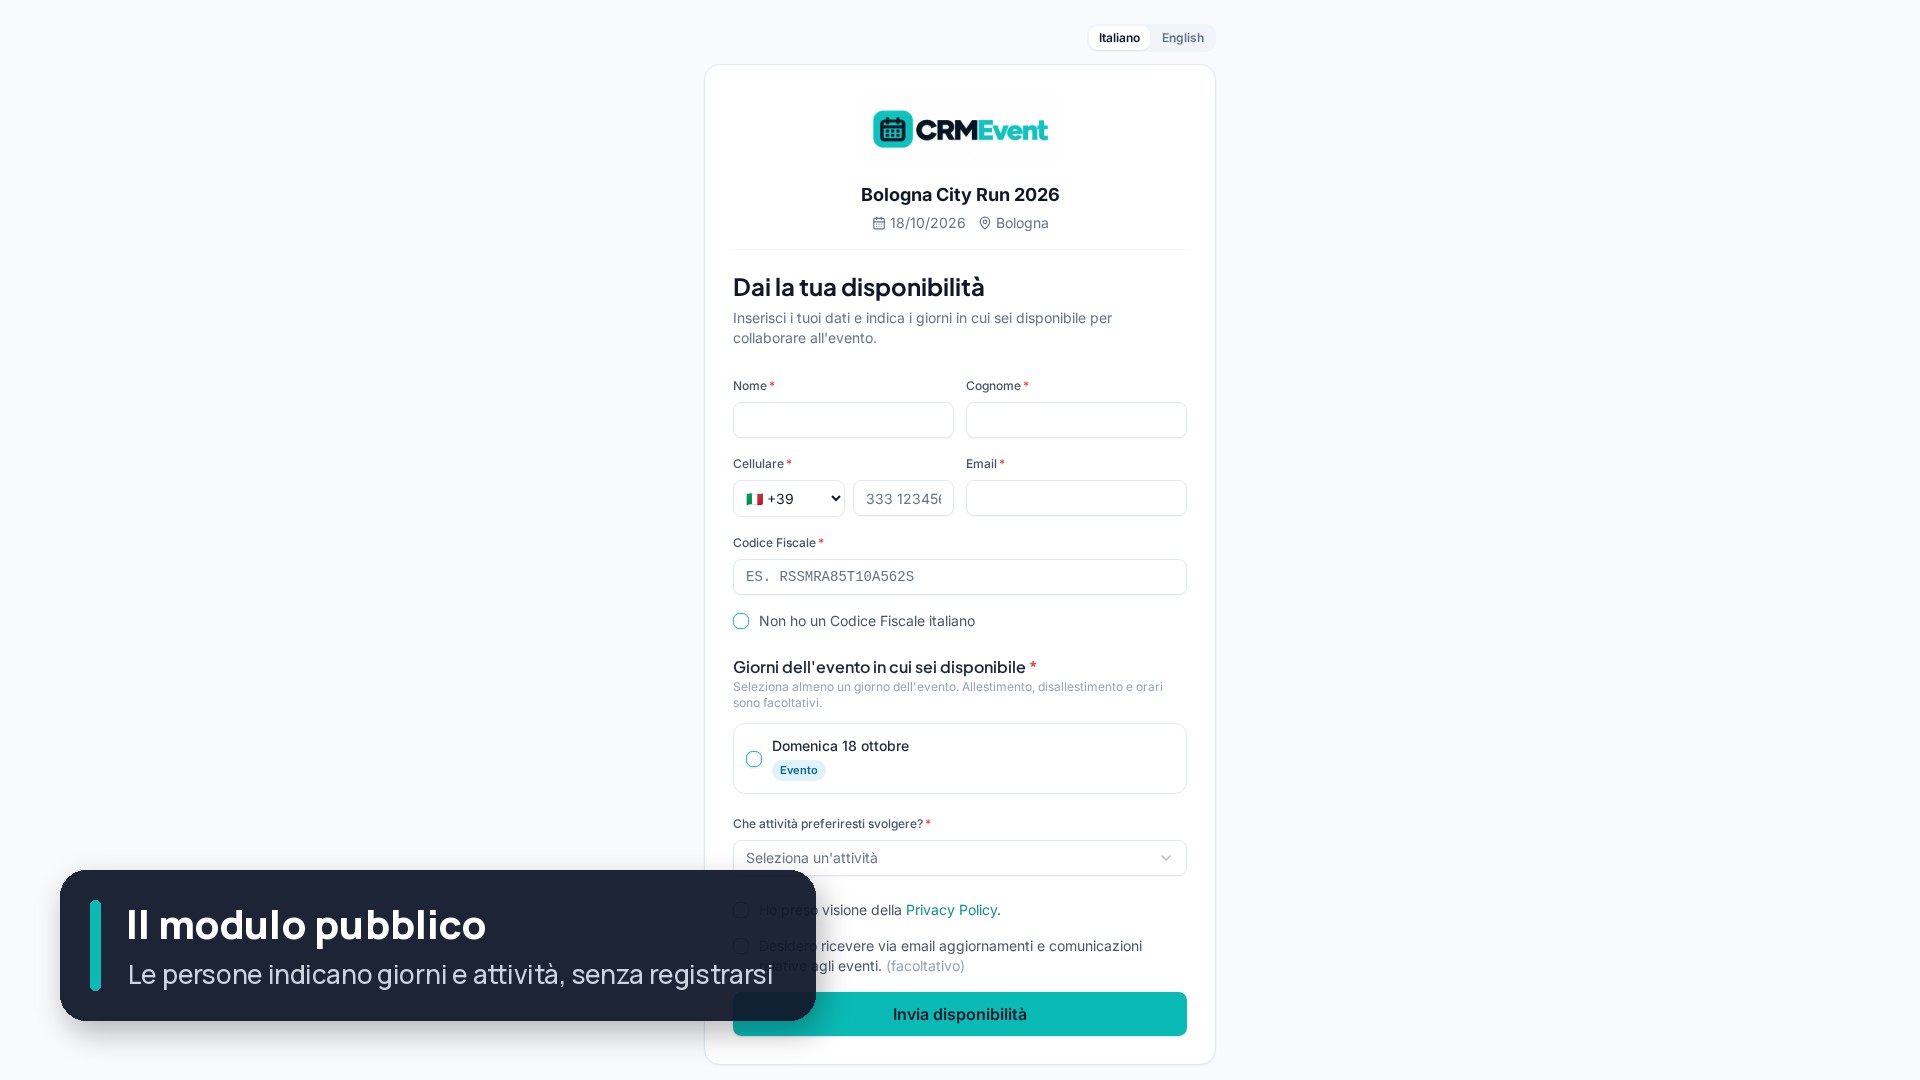 Italiano English
CRMEvent
Bologna City Run 2026
18/10/2026 Bologna
Dai la tua disponibilità
Inserisci i tuoi dati e indica i giorni in cui sei disponibile per
collaborare all'evento.
Nome * Cognome *
Cellulare * Email *
🇮🇹 +39 333 123456
Codice Fiscale *
ES. RSSMRA85T10A562S
Non ho un Codice Fiscale italiano
Giorni dell'evento in cui sei disponibile *
Seleziona almeno un giorno dell'evento. Allestimento, disallestimento e orari
sono facoltativi.
Domenica 18 ottobre
Evento
Che attività preferiresti svolgere? *
Seleziona un'attività
Ho preso visione della Privacy Policy.
Desidero ricevere via email aggiornamenti e comunicazioni
relative agli eventi. (facoltativo)
Invia disponibilità
Il modulo pubblico
Le persone indicano giorni e attività, senza registrarsi